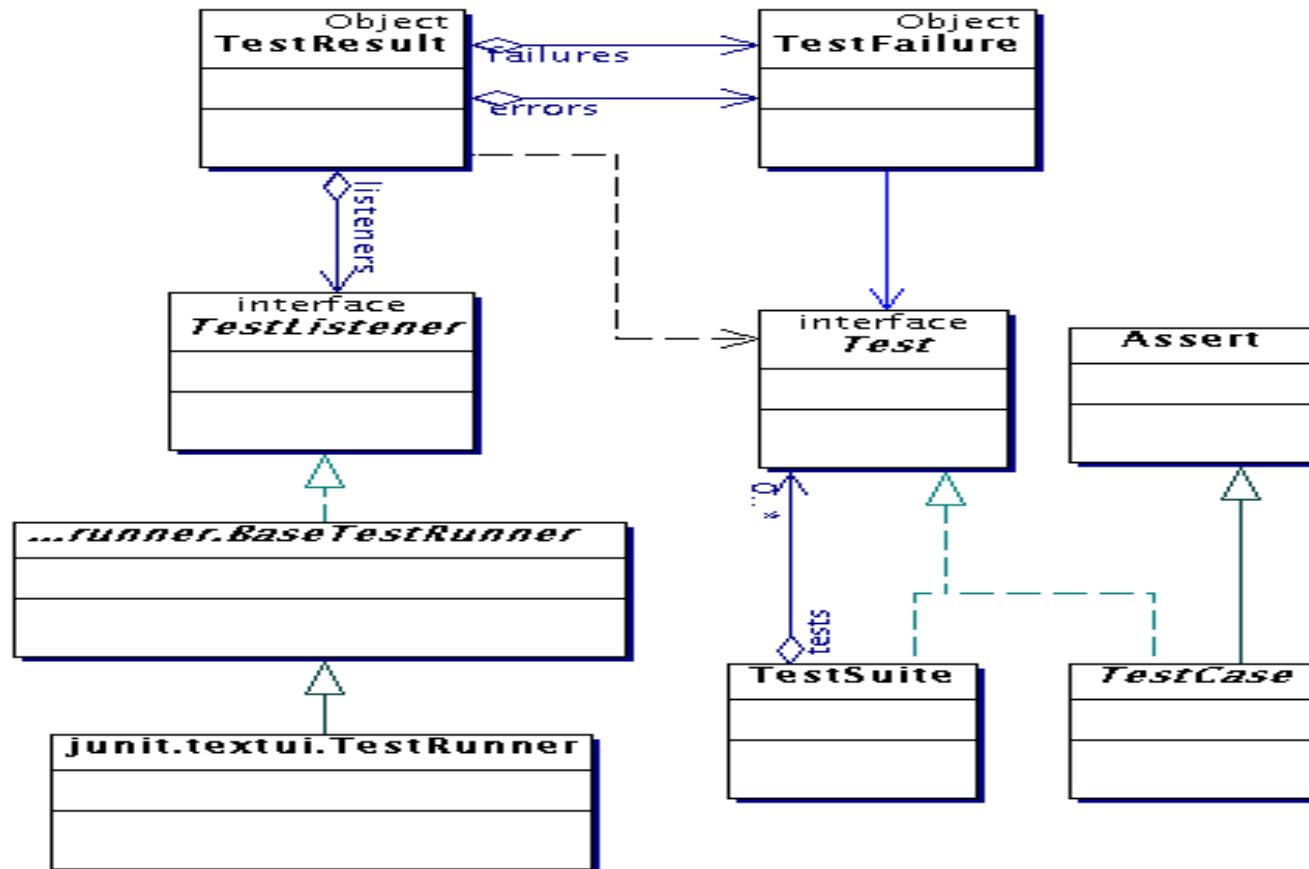 Object
TestResult
Object
TestFailure
failures
errors
listeners
interface
TestListener
interface
Test
Assert
0..*
...runner.BaseTestRunner
tests
TestSuite
TestCase
junit.textui.TestRunner